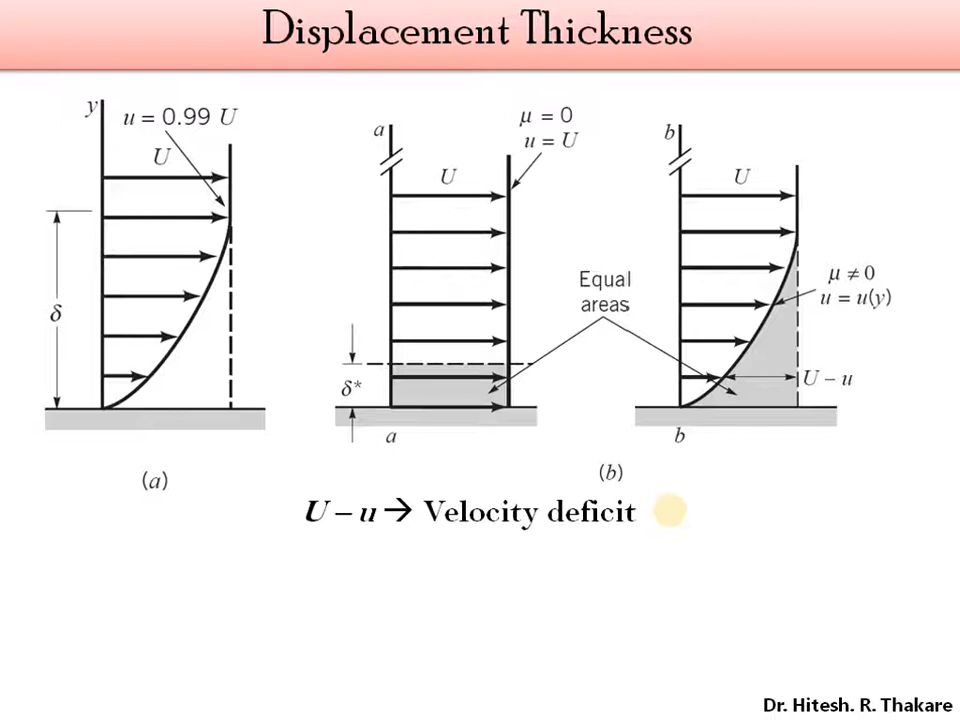 Displacement Thickness
y
u = 0.99 U
U
δ
(a)
a
μ = 0
u = U
U
δ*
a
Equal
areas
b
U
μ ≠ 0
u = u(y)
U – u
b
(b)
U – u → Velocity deficit
Dr. Hitesh. R. Thakare